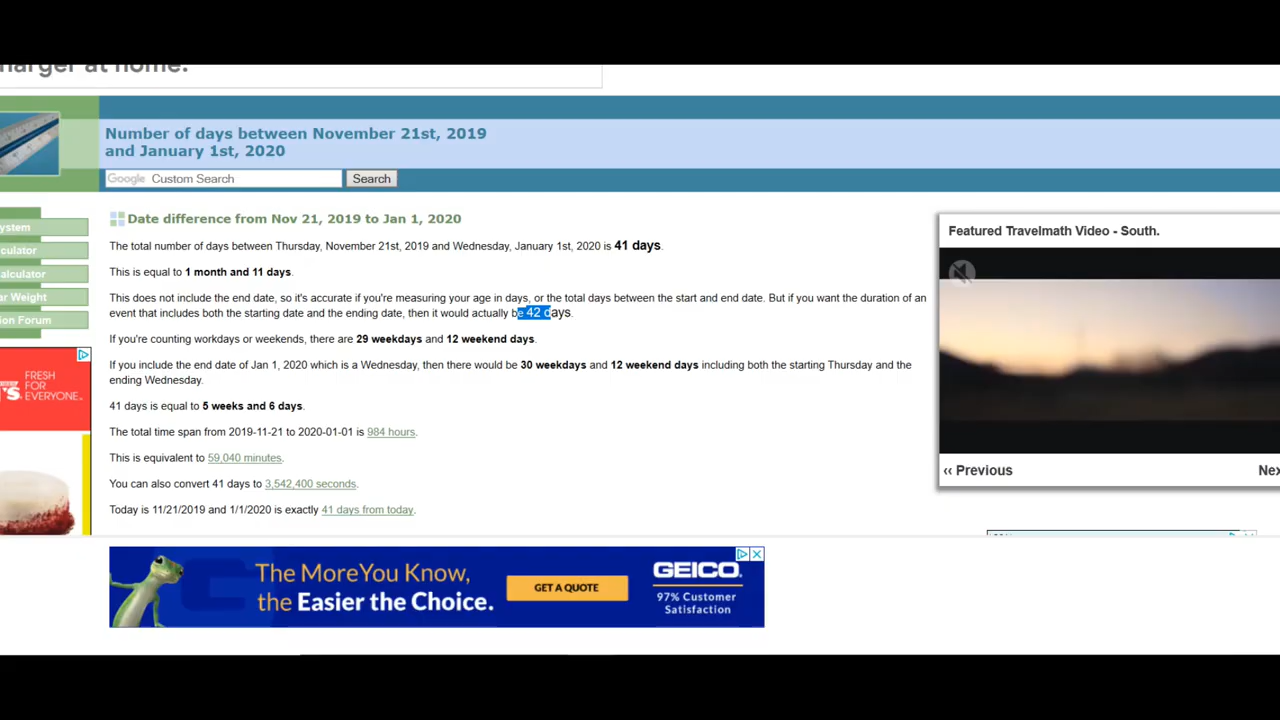 harger at home.
Number of days between November 21st, 2019
and January 1st, 2020
Google Custom Search
Search
ystem
culator
alculator
ar Weight
ion Forum
Date difference from Nov 21, 2019 to Jan 1, 2020
The total number of days between Thursday, November 21st, 2019 and Wednesday, January 1st, 2020 is 41 days.
This is equal to 1 month and 11 days.
This does not include the end date, so it's accurate if you're measuring your age in days, or the total days between the start and end date. But if you want the duration of an
event that includes both the starting date and the ending date, then it would actually be 42 days.
If you're counting workdays or weekends, there are 29 weekdays and 12 weekend days.
If you include the end date of Jan 1, 2020 which is a Wednesday, then there would be 30 weekdays and 12 weekend days including both the starting Thursday and the
ending Wednesday.
41 days is equal to 5 weeks and 6 days.
The total time span from 2019-11-21 to 2020-01-01 is 984 hours.
This is equivalent to 59,040 minutes.
You can also convert 41 days to 3,542,400 seconds.
Today is 11/21/2019 and 1/1/2020 is exactly 41 days from today.
Featured Travelmath Video - South.
‹‹ Previous
Nex
FRESH
FOR
EVERYONE.
The MoreYou Know,
the Easier the Choice.
GET A QUOTE
GEICO.
97% Customer
Satisfaction